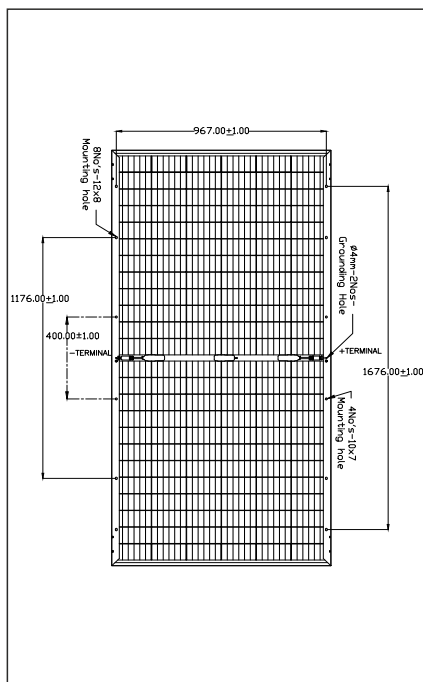 967.00±1.00
8No's-12x8
Mounting hole
ø4mm-2Nos-
Grounding Hole
1176.00±1.00
400.00±1.00
-TERMINAL
+TERMINAL
1676.00±1.00
4No's-10x7
Mounting hole